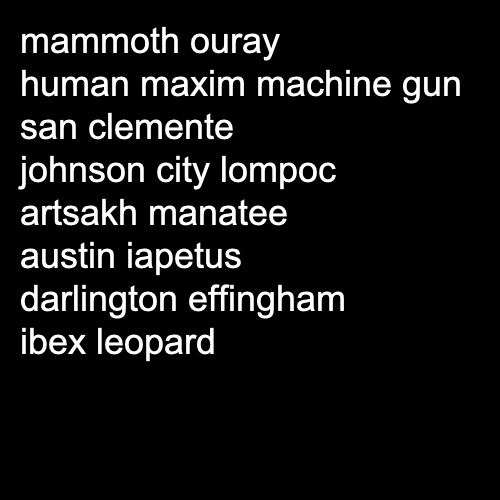 mammoth ouray
human maxim machine gun
san clemente
johnson city lompoc
artsakh manatee
austin iapetus
darlington effingham
ibex leopard